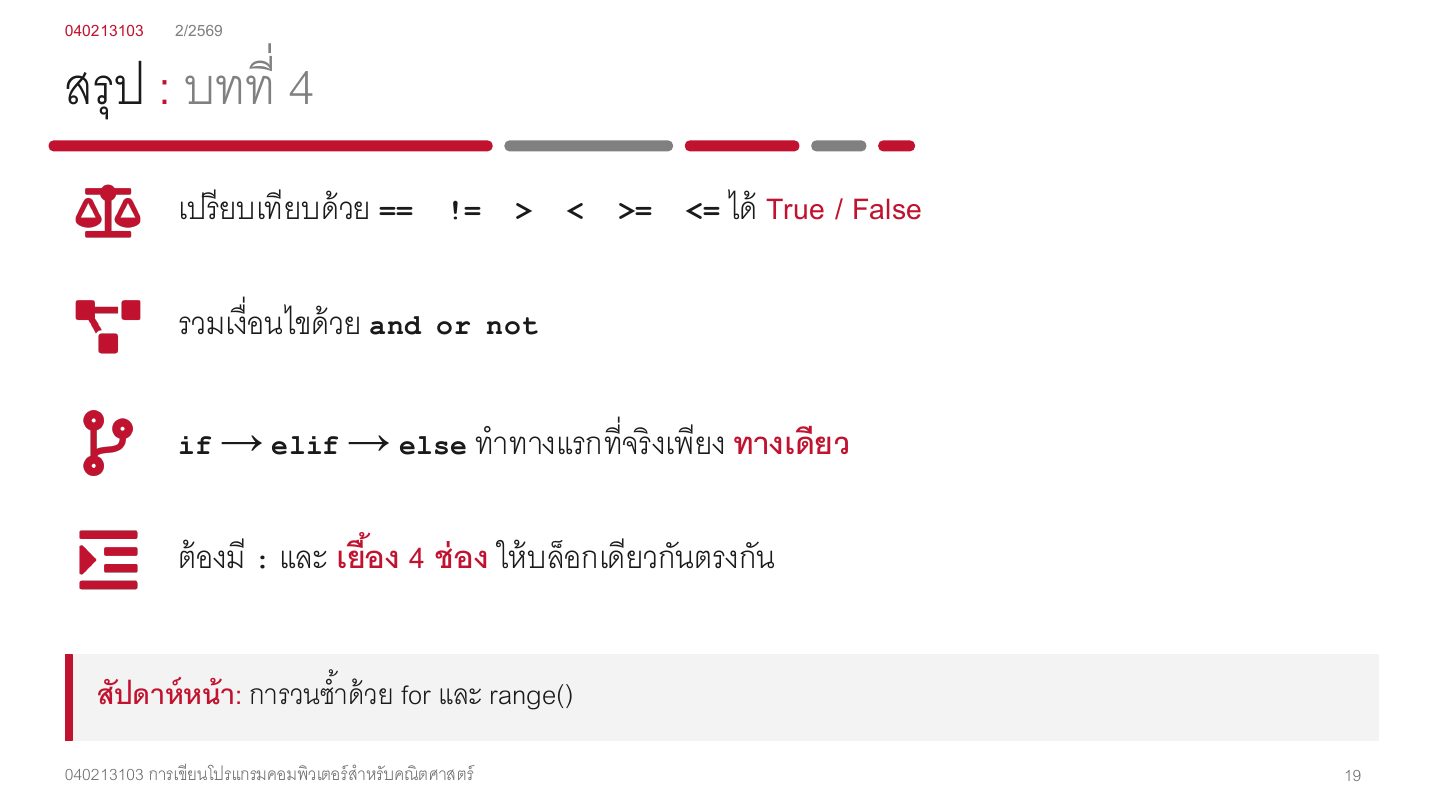 040213103 2/2569
สรุป : บทที่ 4
เปรียบเทียบด้วย == != > < >= <= ได้ True / False
รวมเงื่อนไขด้วย and or not
if ⟶ elif ⟶ else ทำทางแรกที่จริงเพียง ทางเดียว
ต้องมี : และ เยื้อง 4 ช่อง ให้บล็อกเดียวกันตรงกัน
สัปดาห์หน้า: การวนซ้ำด้วย for และ range()
040213103 การเขียนโปรแกรมคอมพิวเตอร์สำหรับคณิตศาสตร์ 19